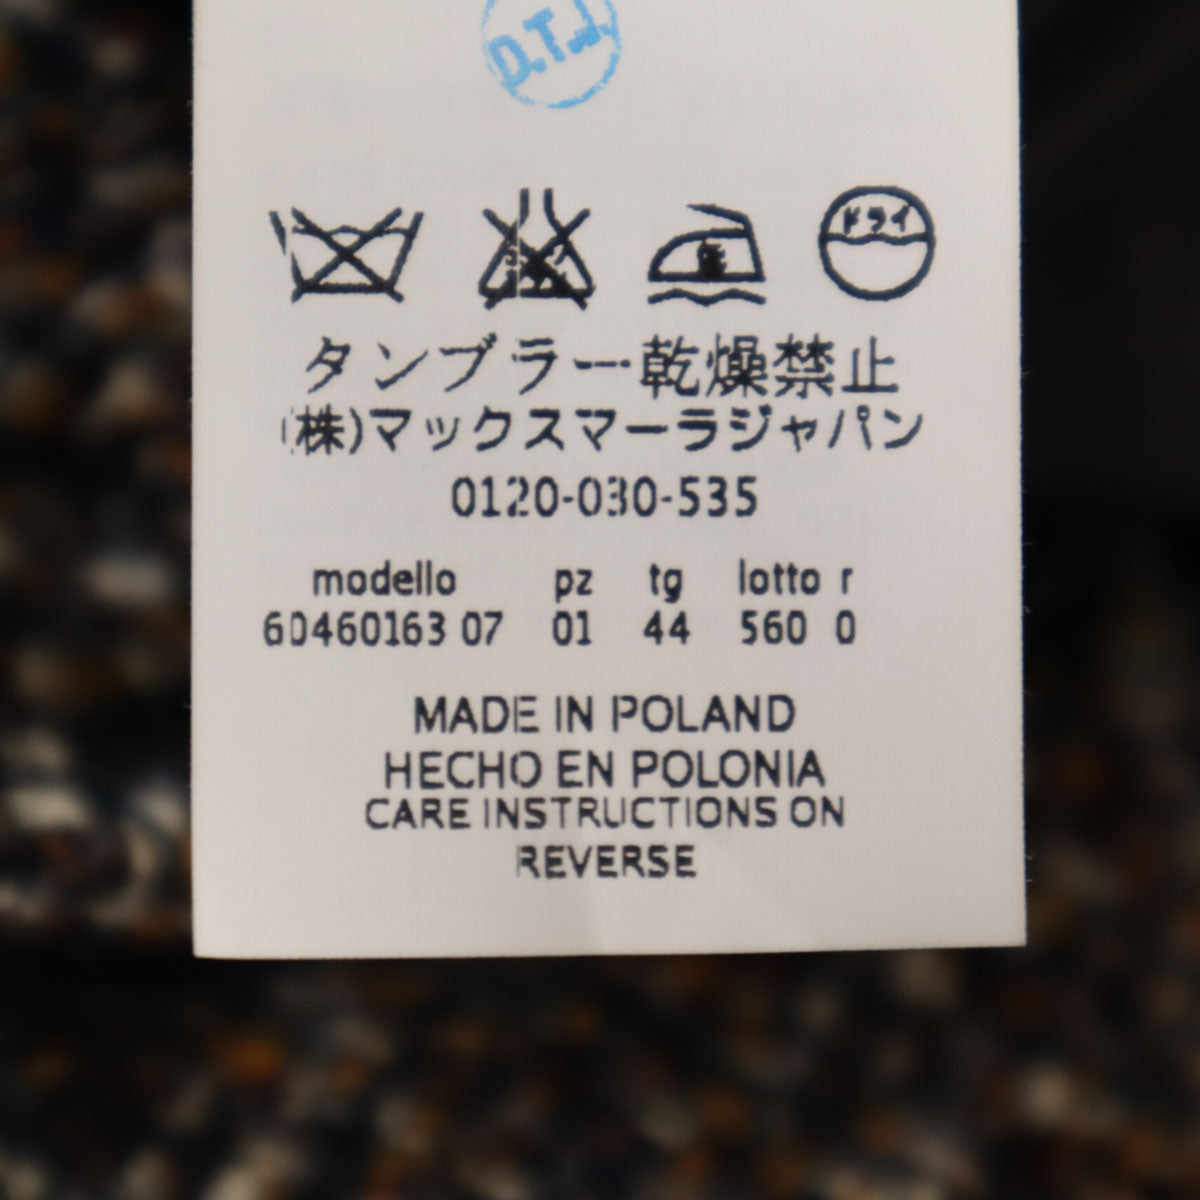 D.T.J.
ドライ
タンブラー乾燥禁止
(株)マックスマーラジャパン
0120-030-535
modello pz tg lotto r
60460163 07 01 44 560 0
MADE IN POLAND
HECHO EN POLONIA
CARE INSTRUCTIONS ON
REVERSE